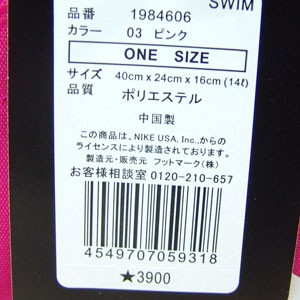 SWIM
品番 1984606
カラー 03 ピンク
ONE SIZE
サイズ 40cm x 24cm x 16cm (14ℓ)
品質 ポリエステル
中国製
この商品は、NIKE USA, Inc.,からの
ライセンスにより製造されております。
製造元・販売元 フットマーク(株)
お客様相談室 0120-210-657
4549707059318
★3900